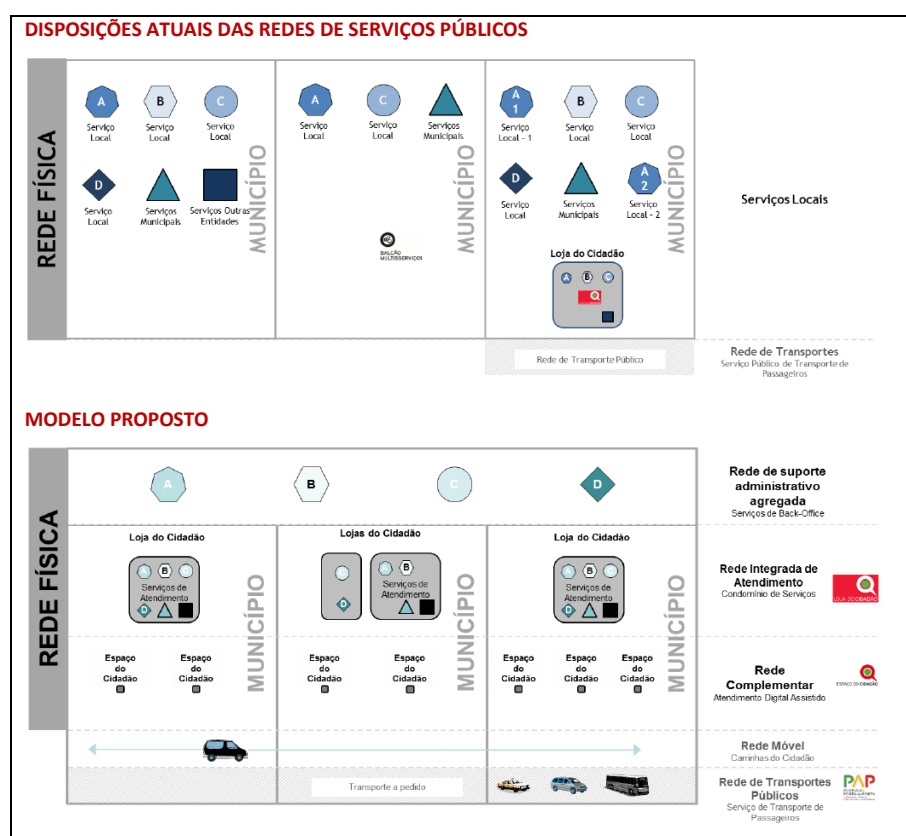 DISPOSIÇÕES ATUAIS DAS REDES DE SERVIÇOS PÚBLICOS
REDE FÍSICA
A
Serviço
Local
B
Serviço
Local
C
Serviço
Local
D
Serviço
Local
Serviços
Municipais
Serviços Outras
Entidades
MUNICÍPIO
A
Serviço
Local
C
Serviço
Local
Serviços
Municipais
BALCÃO
MULTISSERVIÇOS
MUNICÍPIO
A
1
Serviço
Local - 1
B
Serviço
Local
C
Serviço
Local
D
Serviço
Local
Serviços
Municipais
A
2
Serviço
Local - 2
Loja do Cidadão
A
B
C
MUNICÍPIO
Serviços Locais
Rede de Transporte Público
Rede de Transportes
Serviço Público de Transporte de
Passageiros
MODELO PROPOSTO
REDE FÍSICA
A
B
C
D
Rede de suporte
administrativo
agregada
Serviços de Back-Office
Loja do Cidadão
A
B
C
Serviços de
Atendimento
D
MUNICÍPIO
Lojas do Cidadão
C
D
A
B
Serviços de
Atendimento
MUNICÍPIO
Loja do Cidadão
A
B
C
Serviços de
Atendimento
D
MUNICÍPIO
Rede Integrada de
Atendimento
Condomínio de Serviços
LOJA DO CIDADÃO
Espaço
do
Cidadão
Espaço
do
Cidadão
Espaço
do
Cidadão
Espaço
do
Cidadão
Espaço
do
Cidadão
Espaço
do
Cidadão
Espaço
do
Cidadão
Rede
Complementar
Atendimento Digital Assistido
ESPAÇO DO CIDADÃO
Rede Móvel
Carrinhas do Cidadão
Transporte a pedido
Rede de Transportes
Públicos
Serviço de Transporte de
Passageiros
PAP